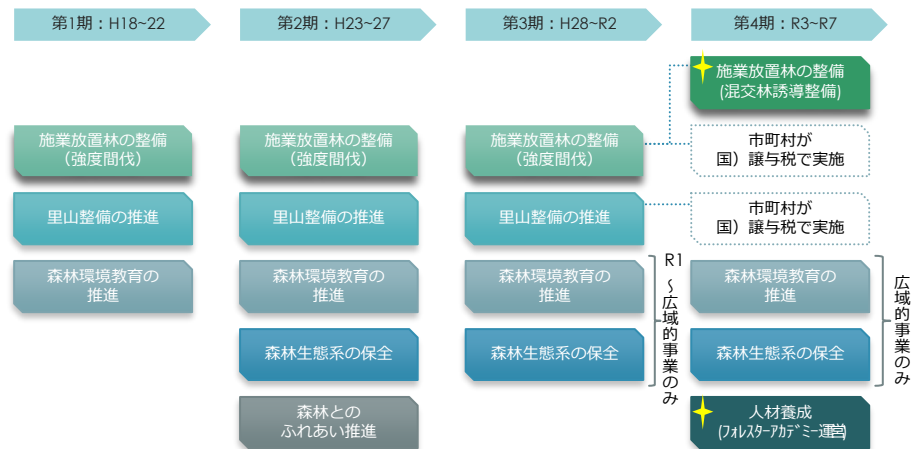 第1期：H18~22
第2期：H23~27
第3期：H28~R2
第4期：R3~R7
施業放置林の整備
(混交林誘導整備)
施業放置林の整備
（強度間伐）
施業放置林の整備
（強度間伐）
施業放置林の整備
（強度間伐）
市町村が
国）譲与税で実施
里山整備の推進
里山整備の推進
里山整備の推進
市町村が
国）譲与税で実施
森林環境教育の
推進
森林環境教育の
推進
森林環境教育の
推進
R1～広域的事業のみ
森林環境教育の
推進
広域的事業のみ
森林生態系の保全
森林生態系の保全
森林生態系の保全
森林との
ふれあい推進
人材養成
(ﾌｫﾚｽﾀｰｱｶﾃﾞﾐｰ運営)